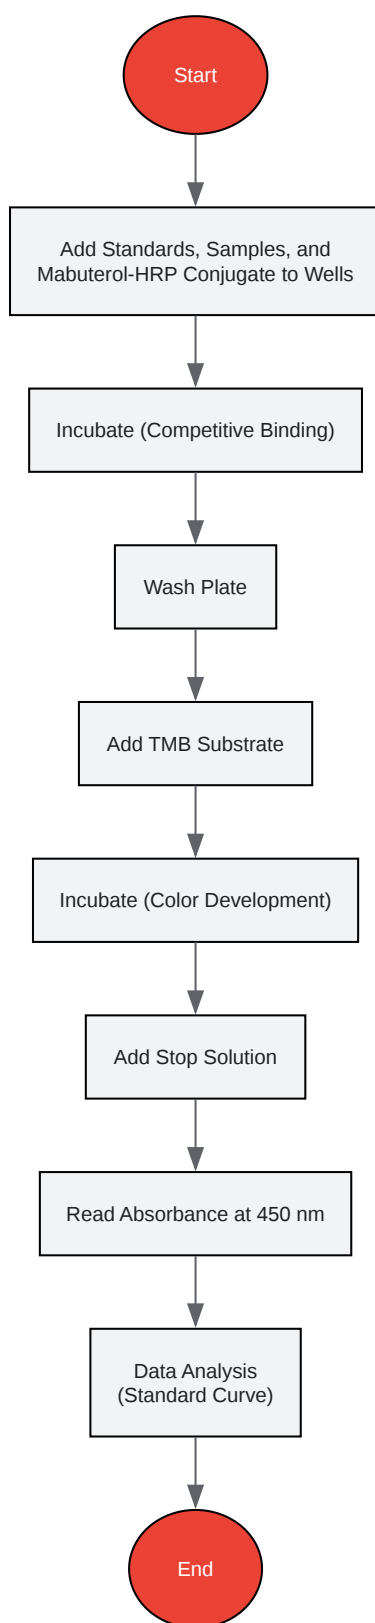 Start
Add Standards, Samples, and
Mabuterol-HRP Conjugate to Wells
Incubate (Competitive Binding)
Wash Plate
Add TMB Substrate
Incubate (Color Development)
Add Stop Solution
Read Absorbance at 450 nm
Data Analysis
(Standard Curve)
End